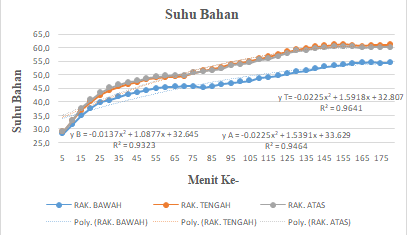 Suhu Bahan
Suhu Bahan
65,0
60,0
55,0
50,0
45,0
40,0
35,0
30,0
25,0
y T= -0.0225x² + 1.5918x + 32.807
R² = 0.9641
y B = -0.0137x² + 1.0877x + 32.645
R² = 0.9323
y A = -0.0225x² + 1.5391x + 33.629
R² = 0.9464
5 15 25 35 45 55 65 75 85 95 105 115 125 135 145 155 165 175
Menit Ke-
RAK. BAWAH RAK. TENGAH RAK. ATAS
Poly. (RAK. BAWAH) Poly. (RAK. TENGAH) Poly. (RAK. ATAS)